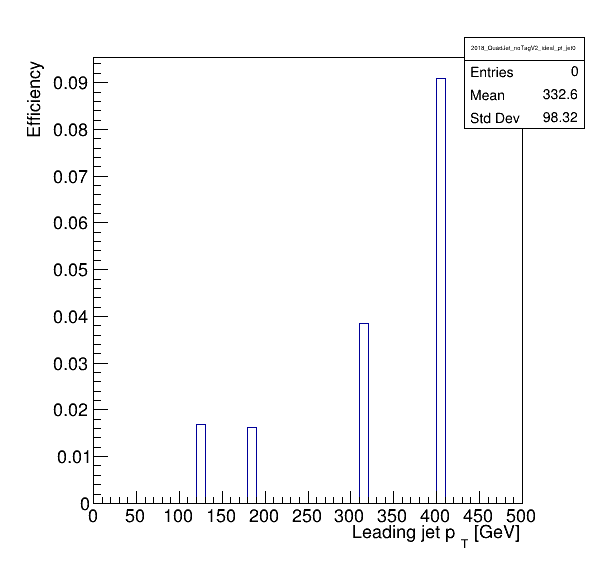 2018_QuadJet_noTagV2_ideal_pt_jet0
Entries 0
Mean 332.6
Std Dev 98.32
Efficiency
0.09
0.08
0.07
0.06
0.05
0.04
0.03
0.02
0.01
0
0 50 100 150 200 250 300 350 400 450 500
Leading jet p T [GeV]